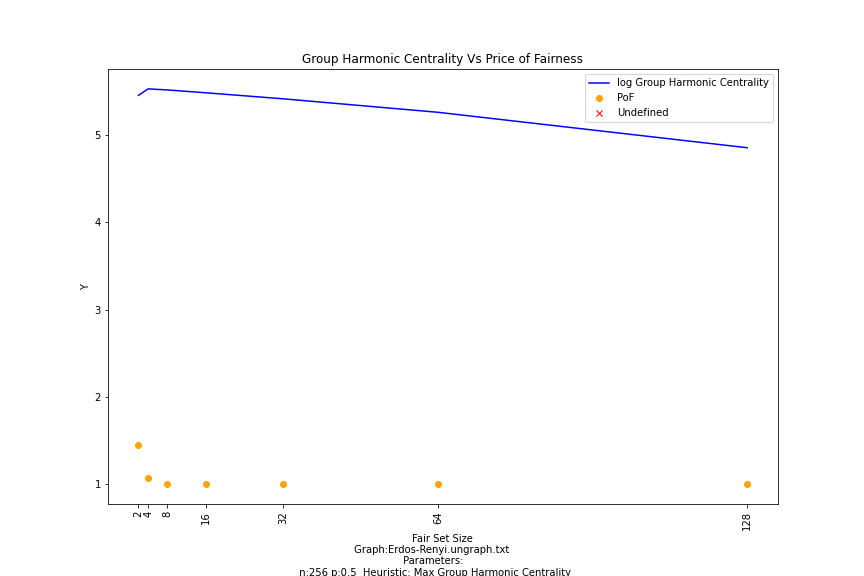 Group Harmonic Centrality Vs Price of Fairness
log Group Harmonic Centrality
PoF
Undefined
5
4
3
2
1
Y
2
4
8
16
32
64
128
Fair Set Size
Graph:Erdos-Renyi.ungraph.txt
Parameters:
n:256 p:0.5 Heuristic: Max Group Harmonic Centrality